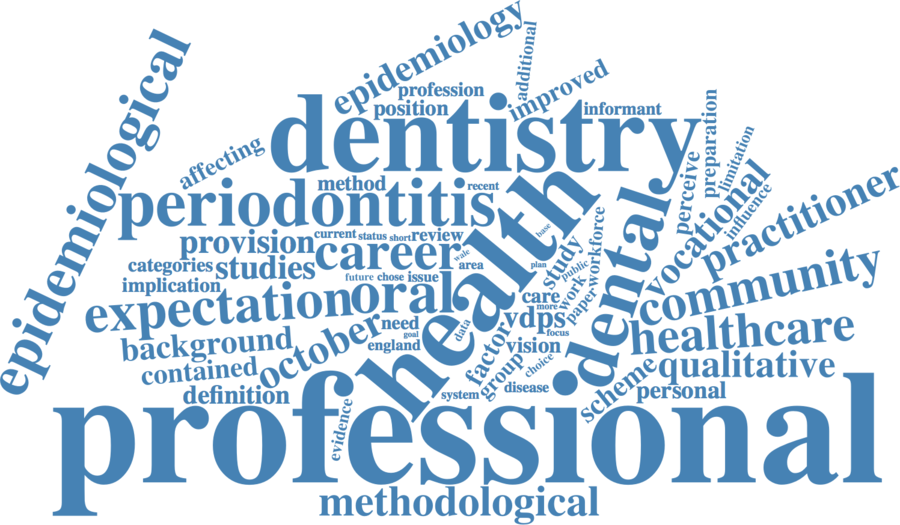 epidemiological
epidemiology
additional
profession
position
improved
informant
dentistry
affecting
method
recent
periodontitis
preparation
limitation
perceive
influence
vocational
practitioner
current
status
short
review
provision
career
wale
area
base
health
study
public
workforce
dental
categories
studies
future
chose
issue
plan
implication
expectation
oral
care
more
work
paper
community
background
october
need
goal
england
data
factor
vdps
focus
vision
healthcare
contained
group
choice
scheme
qualitative
definition
system
disease
personal
evidence
professional
methodological